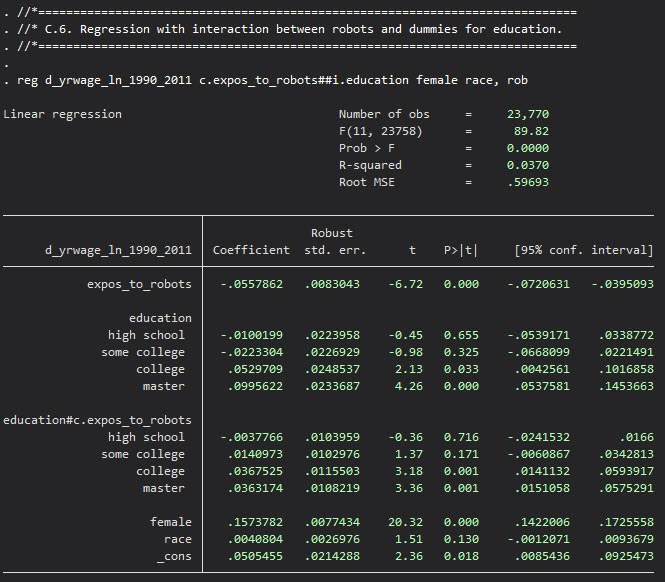 . //*===========================================================================
. //* C.6. Regression with interaction between robots and dummies for education.
. //*===========================================================================
.
. reg d_yrwage_ln_1990_2011 c.expos_to_robots##i.education female race, rob
Linear regression Number of obs = 23,770
F(11, 23758) = 89.82
Prob > F = 0.0000
R-squared = 0.0370
Root MSE = .59693
Robust
d_yrwage_ln_1990_2011 Coefficient std. err. t P>|t| [95% conf. interval]
expos_to_robots -.0557862 .0083043 -6.72 0.000 -.0720631 -.0395093
education
high school -.0100199 .0223958 -0.45 0.655 -.0539171 .0338772
some college -.0223304 .0226929 -0.98 0.325 -.0668099 .0221491
college .0529709 .0248537 2.13 0.033 .0042561 .1016858
master .0995622 .0233687 4.26 0.000 .0537581 .1453663
education#c.expos_to_robots
high school -.0037766 .0103959 -0.36 0.716 -.0241532 .0166
some college .0140973 .0102976 1.37 0.171 -.0060867 .0342813
college .0367525 .0115503 3.18 0.001 .0141132 .0593917
master .0363174 .0108219 3.36 0.001 .0151058 .0575291
female .1573782 .0077434 20.32 0.000 .1422006 .1725558
race .0040804 .0026976 1.51 0.130 -.0012071 .0093679
_cons .0505455 .0214288 2.36 0.018 .0085436 .0925473